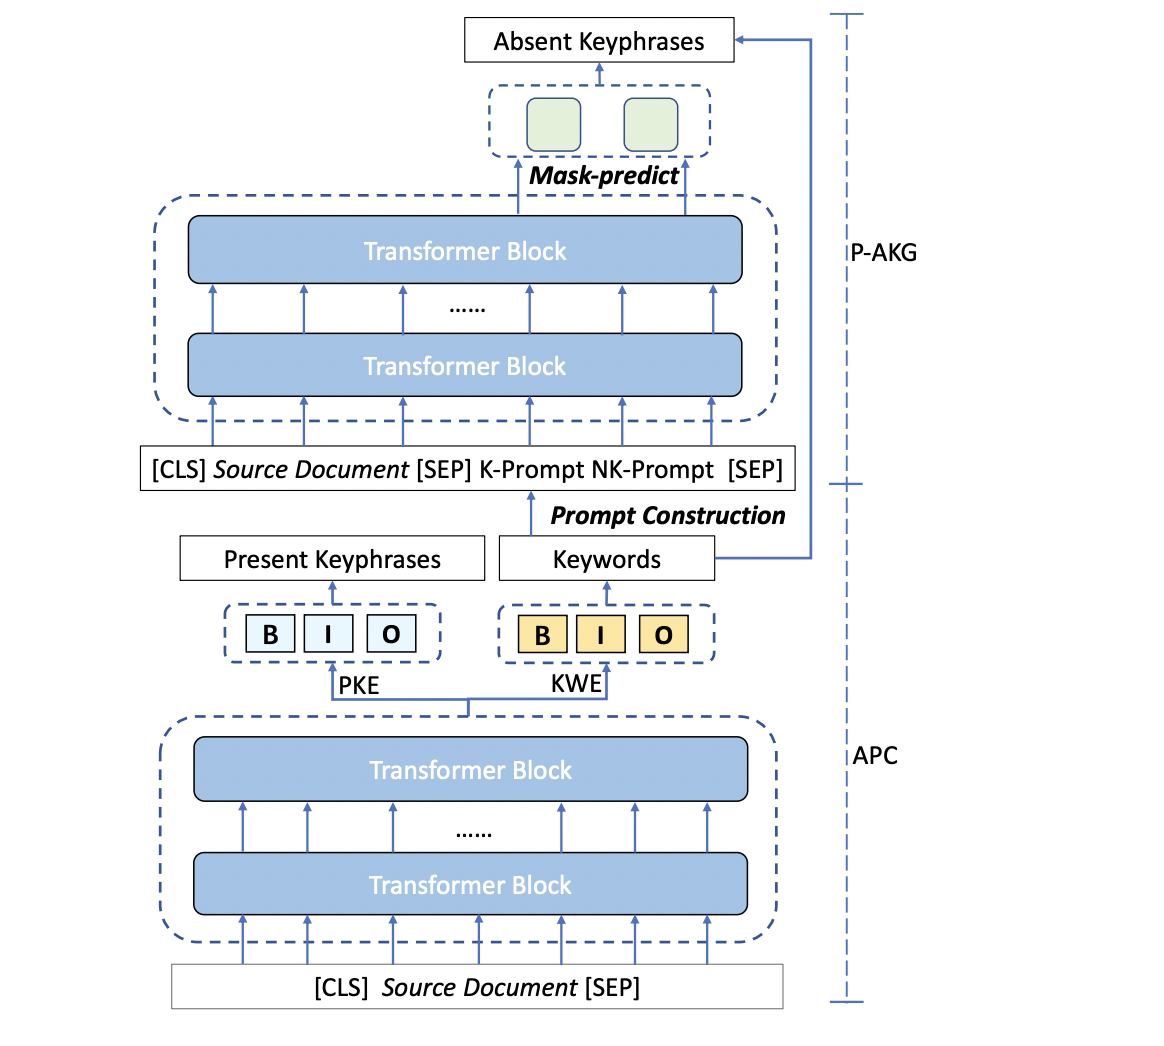 Absent Keyphrases
Mask-predict
Transformer Block
P-AKG
......
Transformer Block
[CLS] Source Document [SEP] K-Prompt NK-Prompt [SEP]
Prompt Construction
Present Keyphrases
Keywords
B I O
B I O
PKE
KWE
Transformer Block
APC
......
Transformer Block
[CLS] Source Document [SEP]